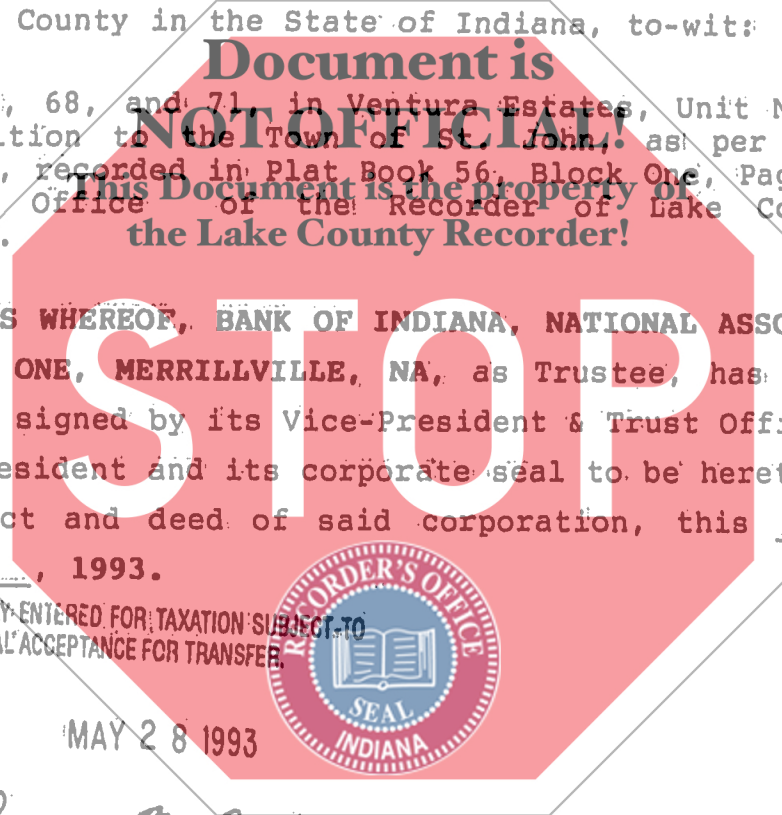 County in the State of Indiana, to-wit:
Document is
, 68, and 71, in Ventura Estates, Unit N
NOT OFFICIAL!
ition to the Town of St. John, as per
, recorded in Plat Book 56, Block One, Pag
This Document is the property of
Office of the Recorder of Lake Co
the Lake County Recorder!
S WHEREOF, BANK OF INDIANA, NATIONAL ASSO
STOP
ONE, MERRILLVILLE, NA, as Trustee, has
signed by its Vice-President & Trust Offi
esident and its corporate seal to be heret
ct and deed of said corporation, this
, 1993.
RECORDER'S OFFICE
Y ENTERED FOR TAXATION SUBJECT TO
AL ACCEPTANCE FOR TRANSFER.
SEAL
INDIANA
MAY 28 1993